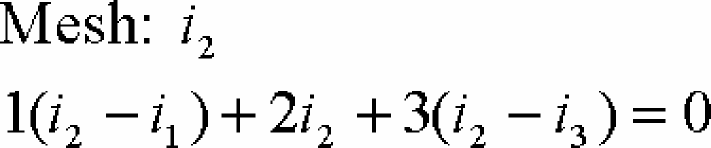 Mesh: i₂
1(i₂ − i₁) + 2i₂ + 3(i₂ − i₃) = 0